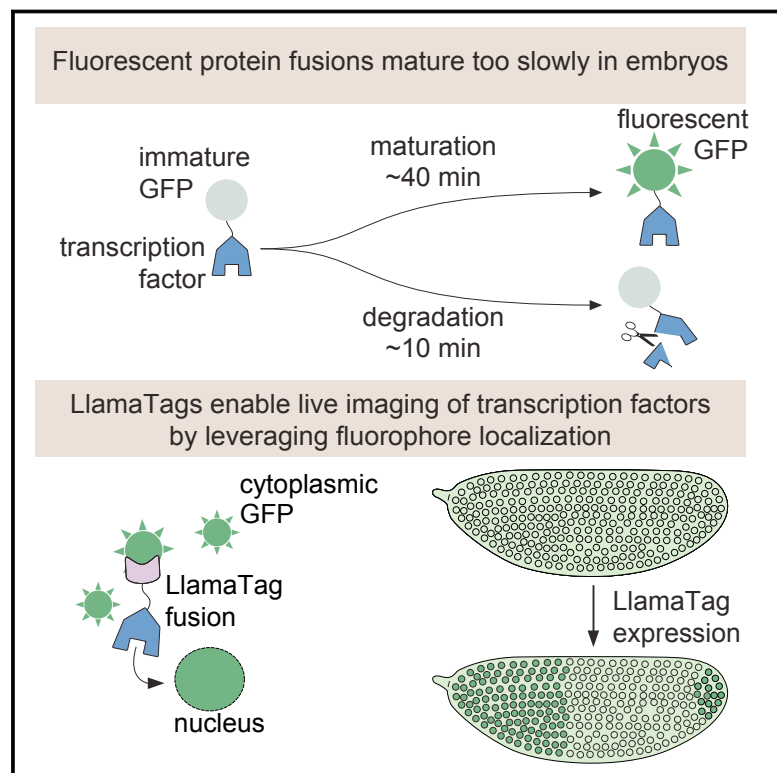 Fluorescent protein fusions mature too slowly in embryos
fluorescent
GFP
immature
GFP
maturation
~40 min
transcription
factor
degradation
~10 min
LlamaTags enable live imaging of transcription factors
by leveraging fluorophore localization
cytoplasmic
GFP
LlamaTag
fusion
nucleus
LlamaTag
expression